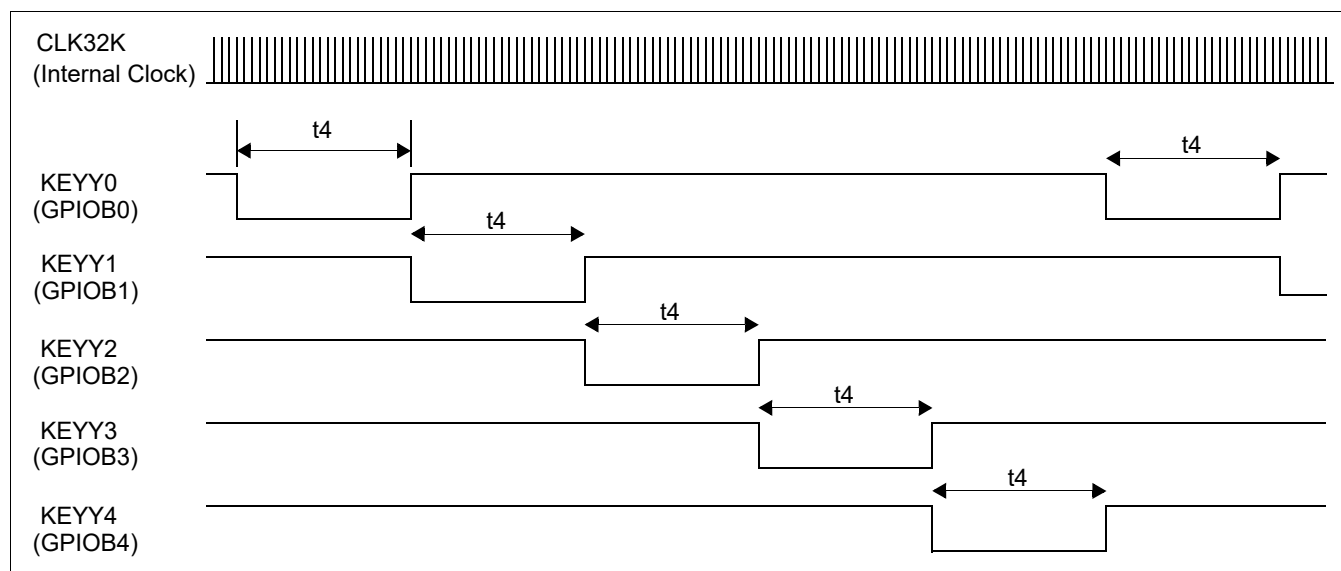 CLK32K
(Internal Clock)
t4
t4
KEYY0
(GPIOB0)
t4
KEYY1
(GPIOB1)
t4
KEYY2
(GPIOB2)
t4
KEYY3
(GPIOB3)
t4
KEYY4
(GPIOB4)